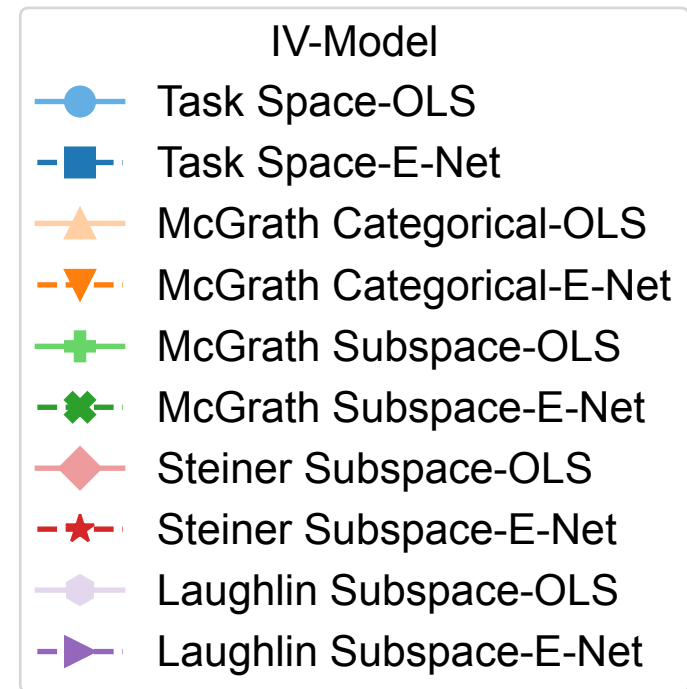 IV-Model
Task Space-OLS
Task Space-E-Net
McGrath Categorical-OLS
McGrath Categorical-E-Net
McGrath Subspace-OLS
McGrath Subspace-E-Net
Steiner Subspace-OLS
Steiner Subspace-E-Net
Laughlin Subspace-OLS
Laughlin Subspace-E-Net